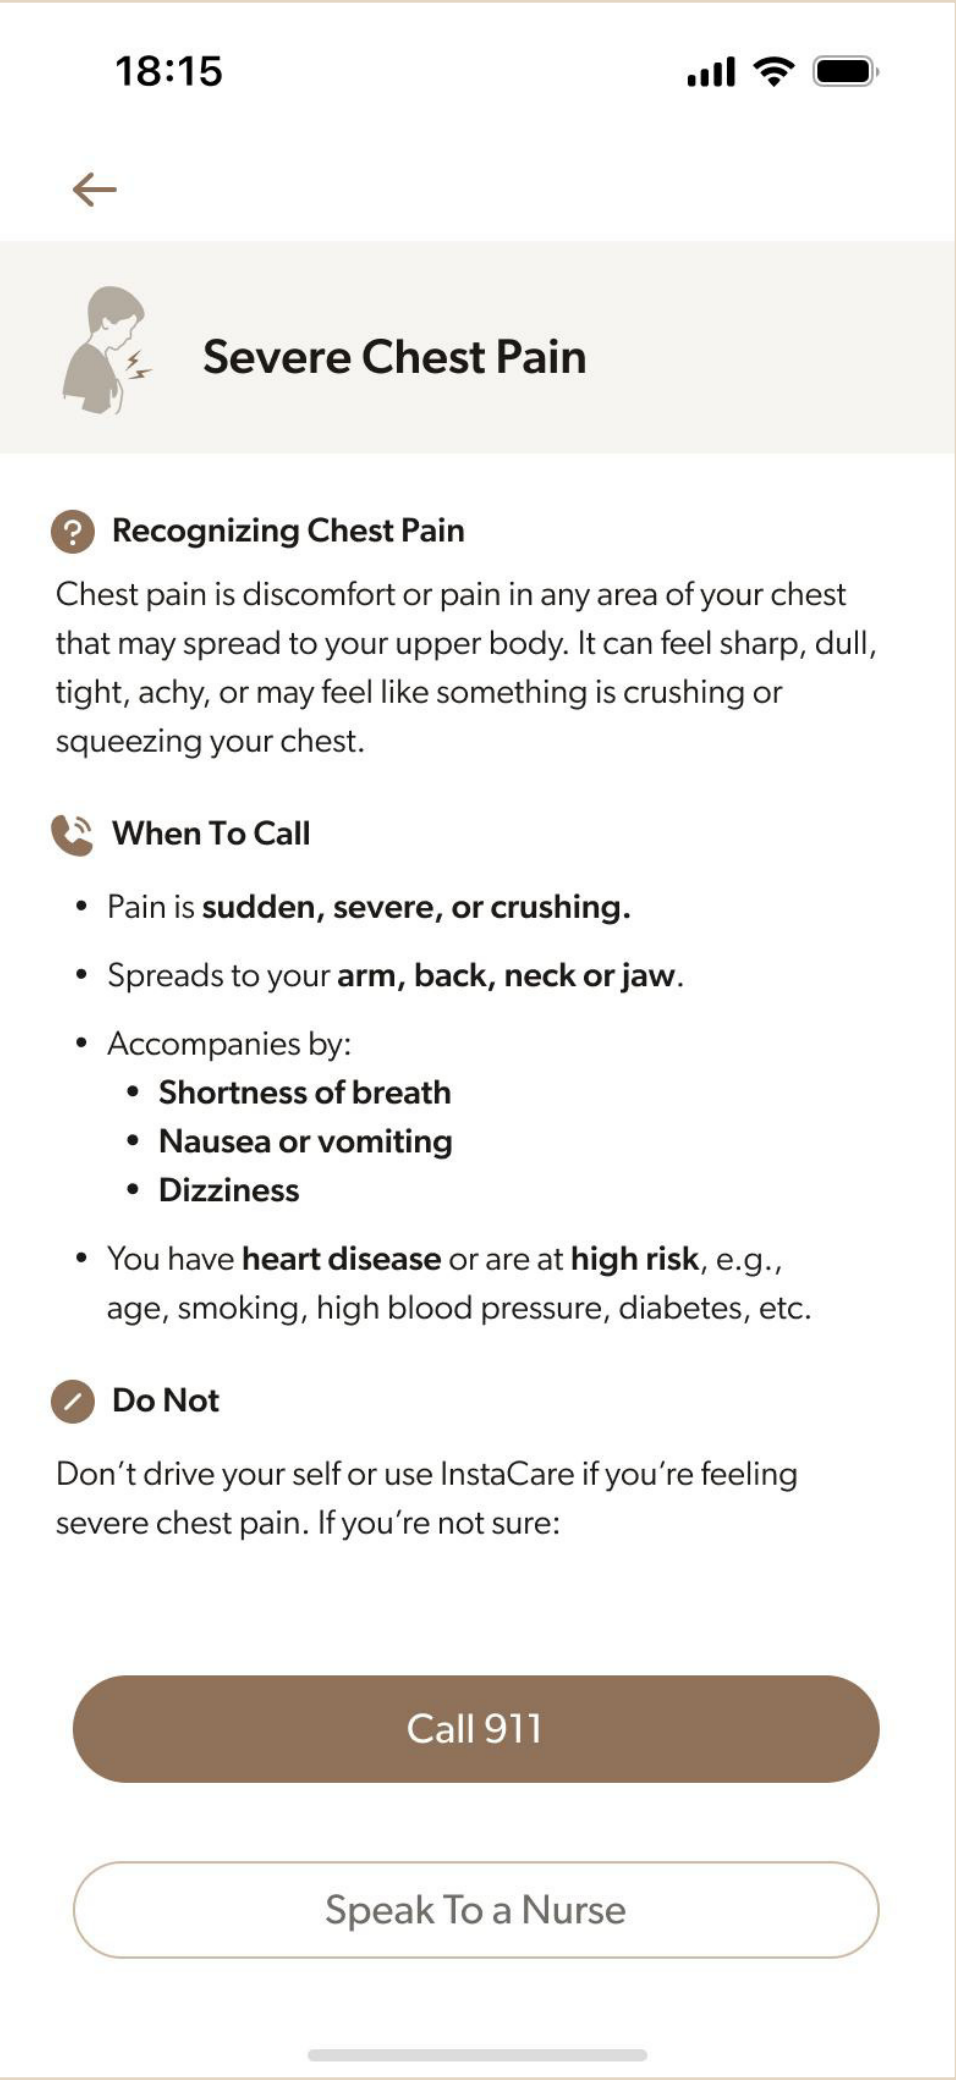 18:15
Severe Chest Pain
? Recognizing Chest Pain
Chest pain is discomfort or pain in any area of your chest
that may spread to your upper body. It can feel sharp, dull,
tight, achy, or may feel like something is crushing or
squeezing your chest.
When To Call
• Pain is sudden, severe, or crushing.
• Spreads to your arm, back, neck or jaw.
• Accompanies by:
• Shortness of breath
• Nausea or vomiting
• Dizziness
• You have heart disease or are at high risk, e.g.,
age, smoking, high blood pressure, diabetes, etc.
Do Not
Don’t drive your self or use InstaCare if you’re feeling
severe chest pain. If you’re not sure:
Call 911
Speak To a Nurse